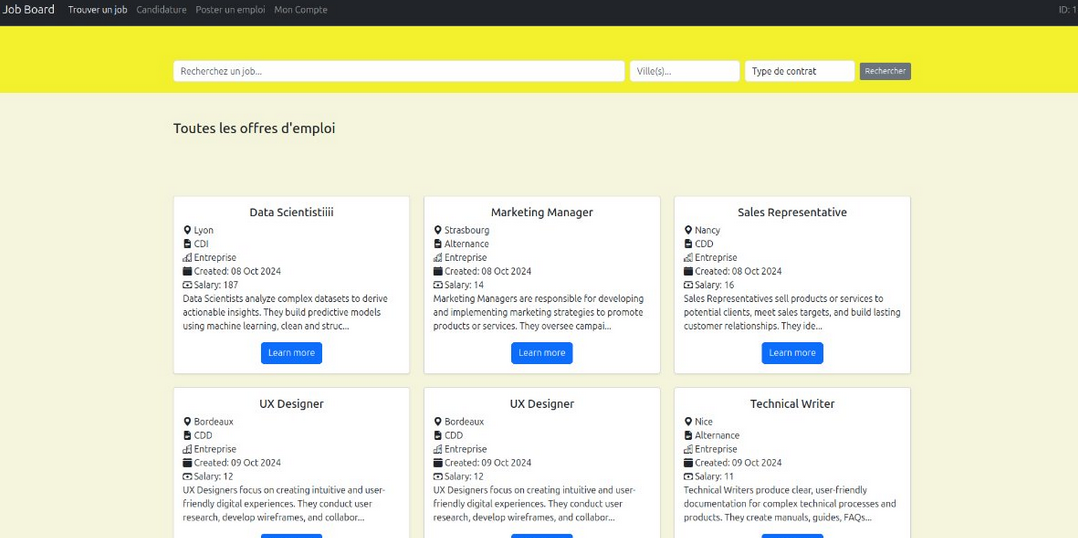 Job Board Trouver un job Candidature Poster un emploi Mon Compte ID: 1
Recherchez un job... Ville(s)... Type de contrat Rechercher
Toutes les offres d'emploi
Data Scientistiiii
Lyon
CDI
Entreprise
Created: 08 Oct 2024
Salary: 187
Data Scientists analyze complex datasets to derive
actionable insights. They build predictive models
using machine learning, clean and struc...
Learn more
Marketing Manager
Strasbourg
Alternance
Entreprise
Created: 08 Oct 2024
Salary: 14
Marketing Managers are responsible for developing
and implementing marketing strategies to promote
products or services. They oversee campai...
Learn more
Sales Representative
Nancy
CDD
Entreprise
Created: 08 Oct 2024
Salary: 16
Sales Representatives sell products or services to
potential clients, meet sales targets, and build lasting
customer relationships. They ide...
Learn more
UX Designer
Bordeaux
CDD
Entreprise
Created: 09 Oct 2024
Salary: 12
UX Designers focus on creating intuitive and user-
friendly digital experiences. They conduct user
research, develop wireframes, and collabor...
UX Designer
Bordeaux
CDD
Entreprise
Created: 09 Oct 2024
Salary: 12
UX Designers focus on creating intuitive and user-
friendly digital experiences. They conduct user
research, develop wireframes, and collabor...
Technical Writer
Nice
Alternance
Entreprise
Created: 09 Oct 2024
Salary: 11
Technical Writers produce clear, user-friendly
documentation for complex technical processes and
products. They create manuals, guides, FAQs...